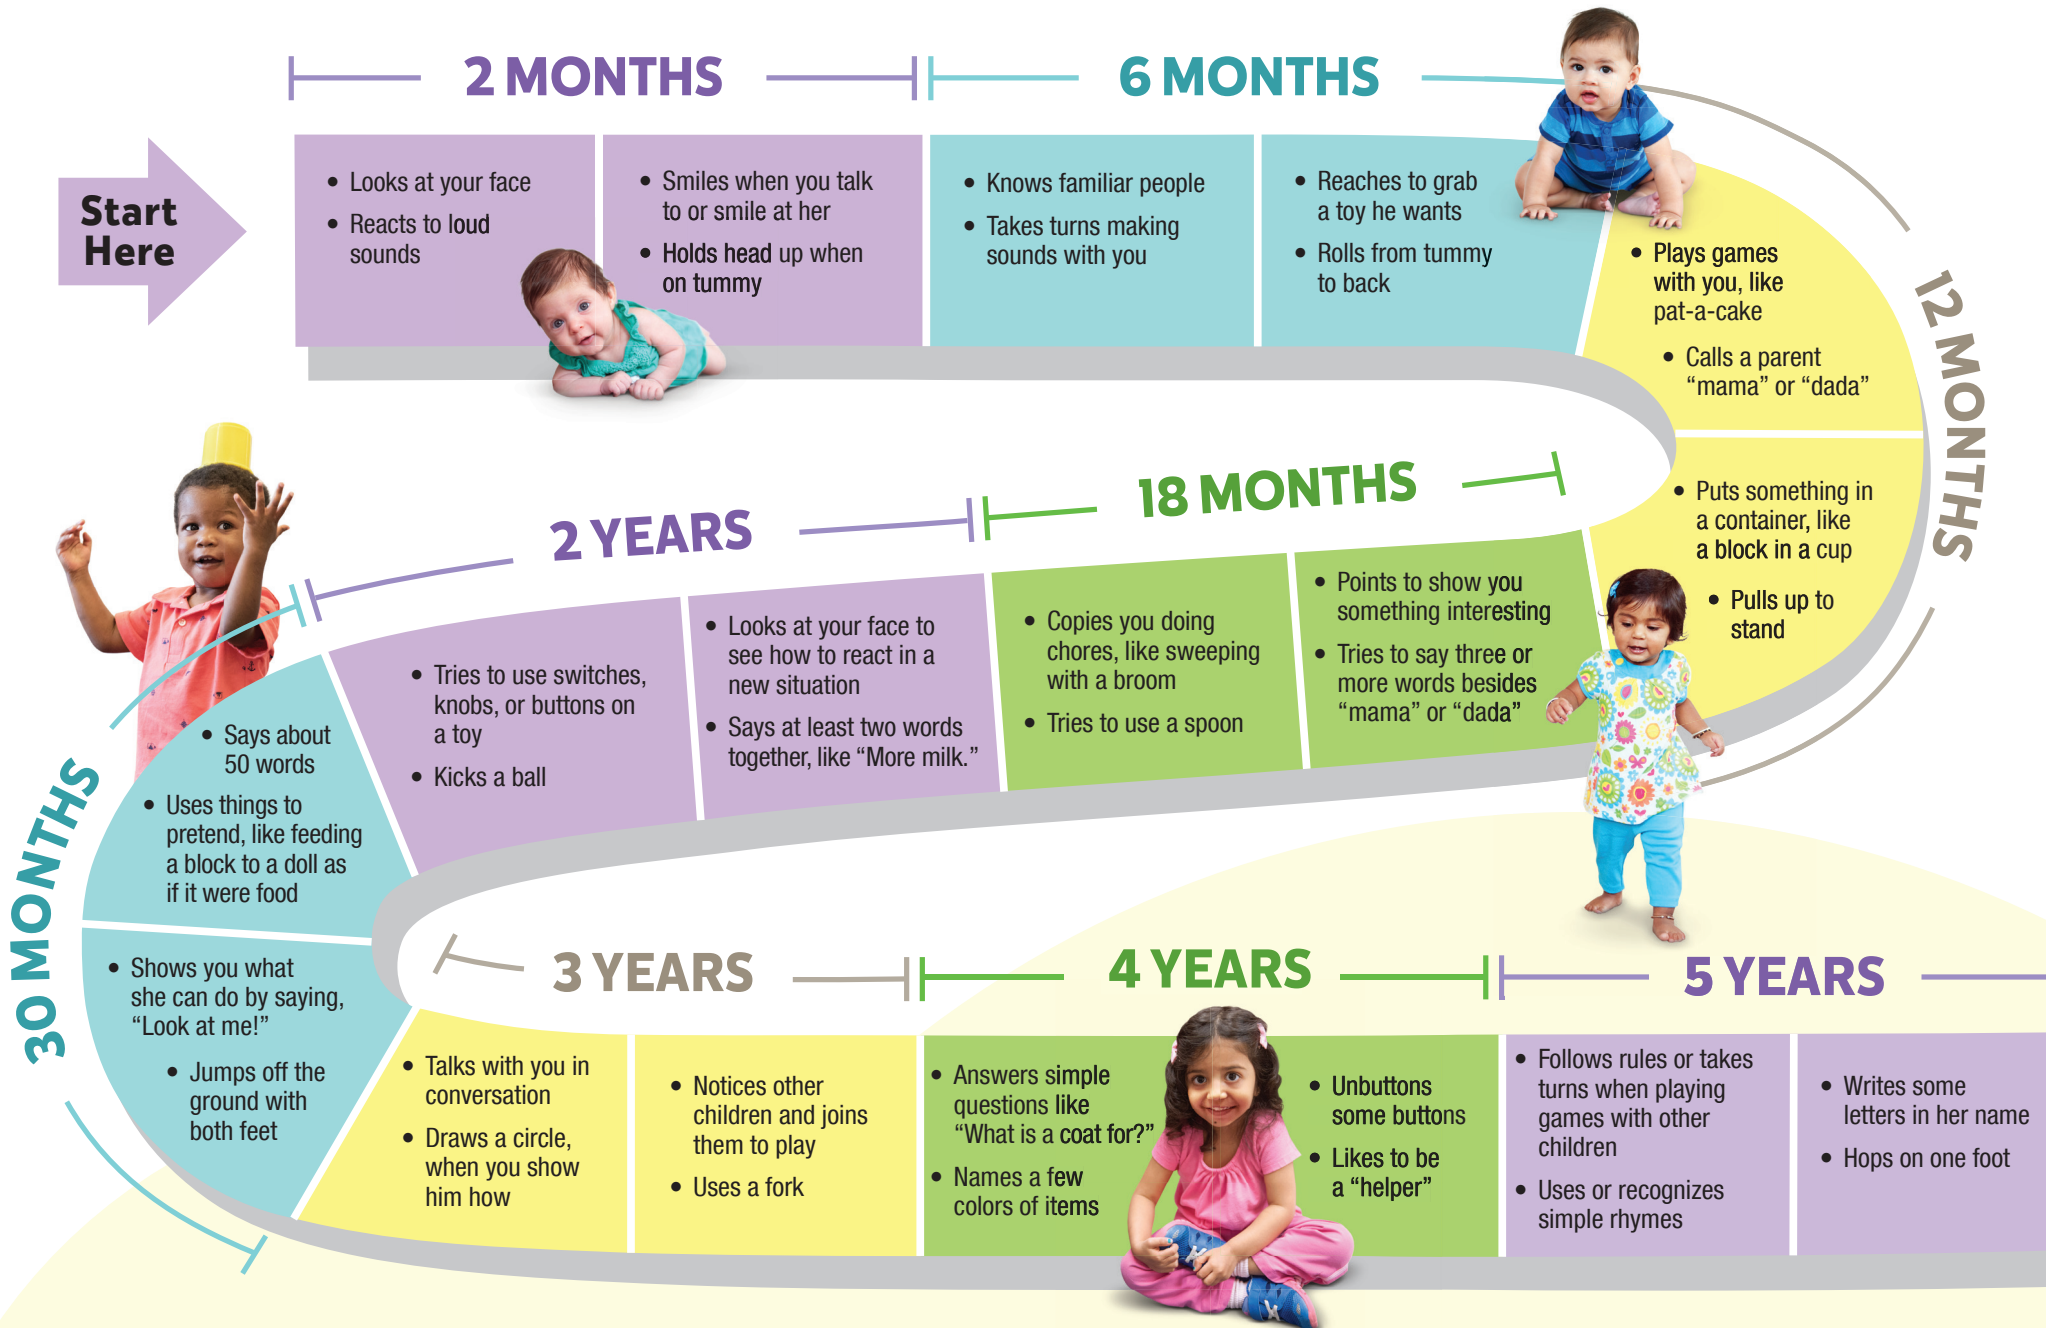 2 MONTHS
6 MONTHS
Start
Here
• Looks at your face
• Reacts to loud
sounds
• Smiles when you talk
to or smile at her
• Holds head up when
on tummy
• Knows familiar people
• Takes turns making
sounds with you
• Reaches to grab
a toy he wants
• Rolls from tummy
to back
12 MONTHS
• Plays games
with you, like
pat-a-cake
• Calls a parent
“mama” or “dada”
• Puts something in
a container, like
a block in a cup
• Pulls up to
stand
18 MONTHS
• Points to show you
something interesting
• Tries to say three or
more words besides
“mama” or “dada”
• Copies you doing
chores, like sweeping
with a broom
• Tries to use a spoon
2 YEARS
• Looks at your face to
see how to react in a
new situation
• Says at least two words
together, like “More milk.”
• Tries to use switches,
knobs, or buttons on
a toy
• Kicks a ball
30 MONTHS
• Says about
50 words
• Uses things to
pretend, like feeding
a block to a doll as
if it were food
• Shows you what
she can do by saying,
“Look at me!”
• Jumps off the
ground with
both feet
3 YEARS
• Talks with you in
conversation
• Draws a circle,
when you show
him how
• Notices other
children and joins
them to play
• Uses a fork
4 YEARS
• Answers simple
questions like
“What is a coat for?”
• Names a few
colors of items
• Unbuttons
some buttons
• Likes to be
a “helper”
5 YEARS
• Follows rules or takes
turns when playing
games with other
children
• Uses or recognizes
simple rhymes
• Writes some
letters in her name
• Hops on one foot